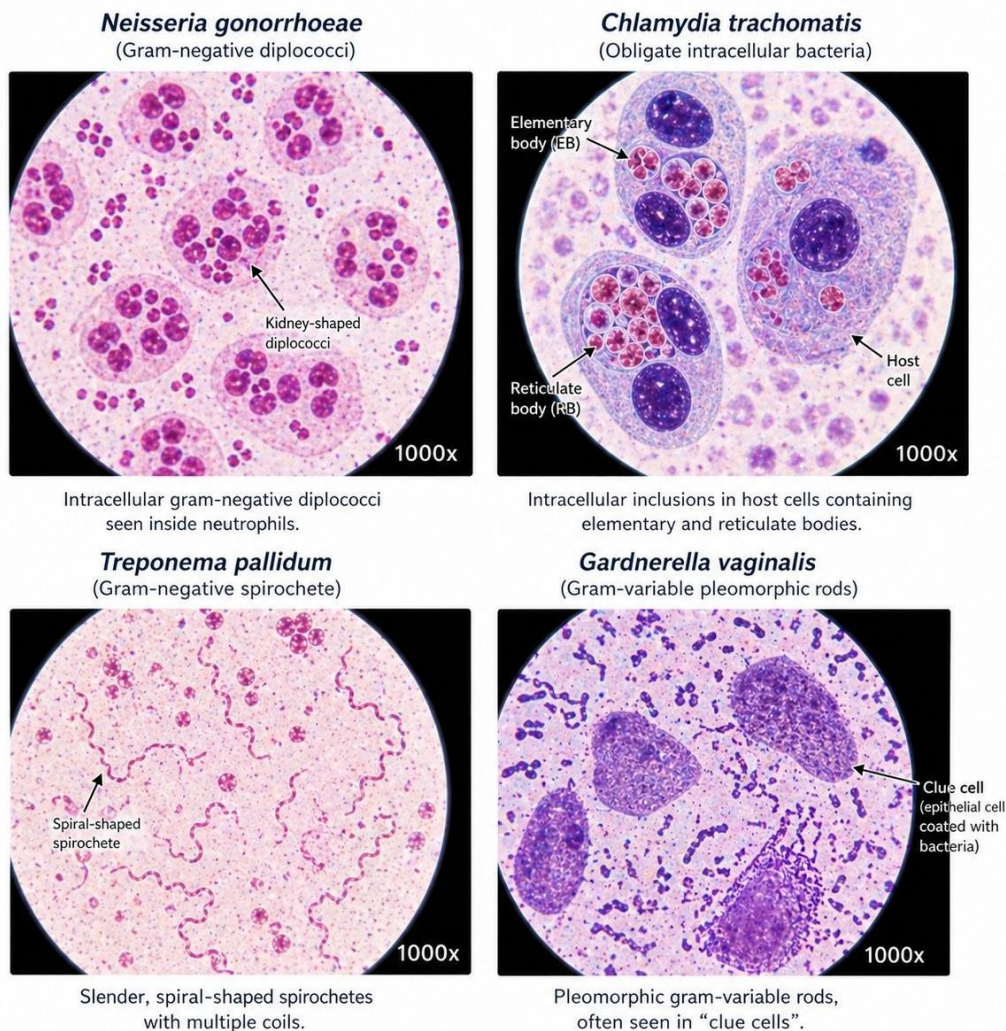 Neisseria gonorrhoeae
(Gram-negative diplococci)
Kidney-shaped
diplococci
1000x
Intracellular gram-negative diplococci
seen inside neutrophils.
Chlamydia trachomatis
(Obligate intracellular bacteria)
Elementary
body (EB)
Reticulate
body (RB)
Host
cell
1000x
Intracellular inclusions in host cells containing
elementary and reticulate bodies.
Treponema pallidum
(Gram-negative spirochete)
Spiral-shaped
spirochete
1000x
Slender, spiral-shaped spirochetes
with multiple coils.
Gardnerella vaginalis
(Gram-variable pleomorphic rods)
Clue cell
(epithelial cell
coated with
bacteria)
1000x
Pleomorphic gram-variable rods,
often seen in “clue cells”.